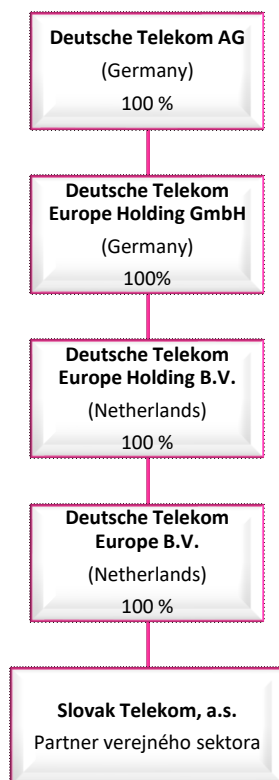 Deutsche Telekom AG
(Germany)
100 %
Deutsche Telekom
Europe Holding GmbH
(Germany)
100%
Deutsche Telekom
Europe Holding B.V.
(Netherlands)
100 %
Deutsche Telekom
Europe B.V.
(Netherlands)
100 %
Slovak Telekom, a.s.
Partner verejného sektora